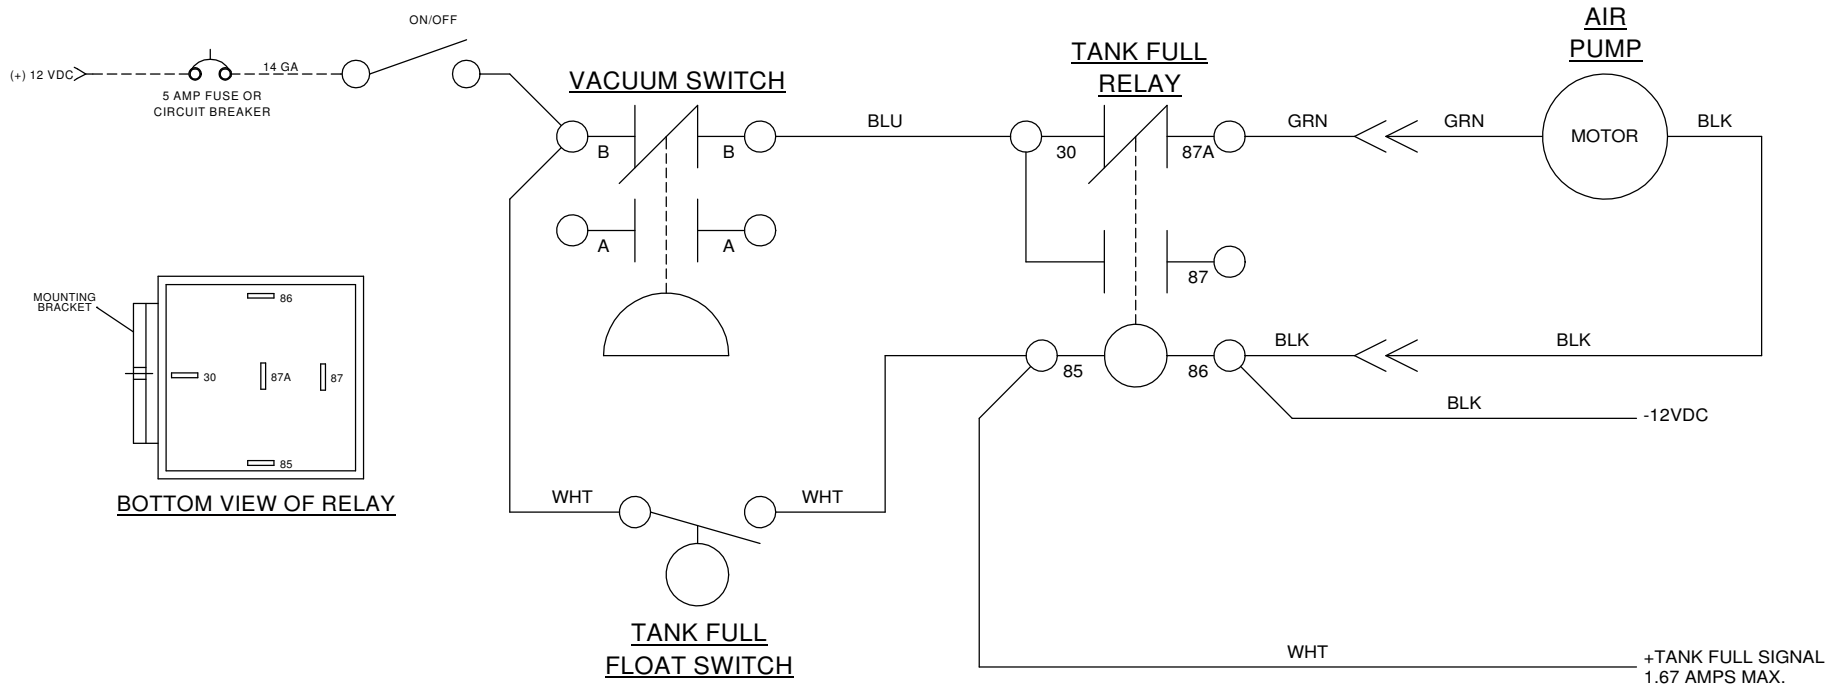 ON/OFF
(+) 12 VDC
14 GA
5 AMP FUSE OR
CIRCUIT BREAKER
VACUUM SWITCH
B
B
A
A
BLU
TANK FULL
RELAY
30
87A
87
85
86
GRN
GRN
AIR
PUMP
MOTOR
BLK
BLK
BLK
BLK
-12VDC
MOUNTING
BRACKET
86
30
87A
87
85
BOTTOM VIEW OF RELAY
WHT
WHT
TANK FULL
FLOAT SWITCH
WHT
+TANK FULL SIGNAL
1.67 AMPS MAX.